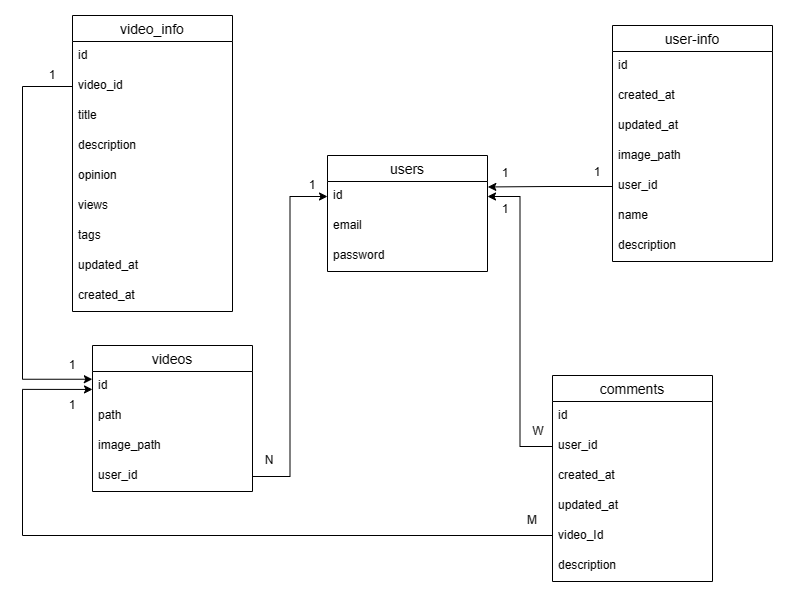 video_info
id
video_id
title
description
opinion
views
tags
updated_at
created_at
1
user-info
id
created_at
updated_at
image_path
user_id
name
description
1
1
users
id
email
password
1
1
videos
id
path
image_path
user_id
1
1
N
comments
id
user_id
created_at
updated_at
video_Id
description
W
M